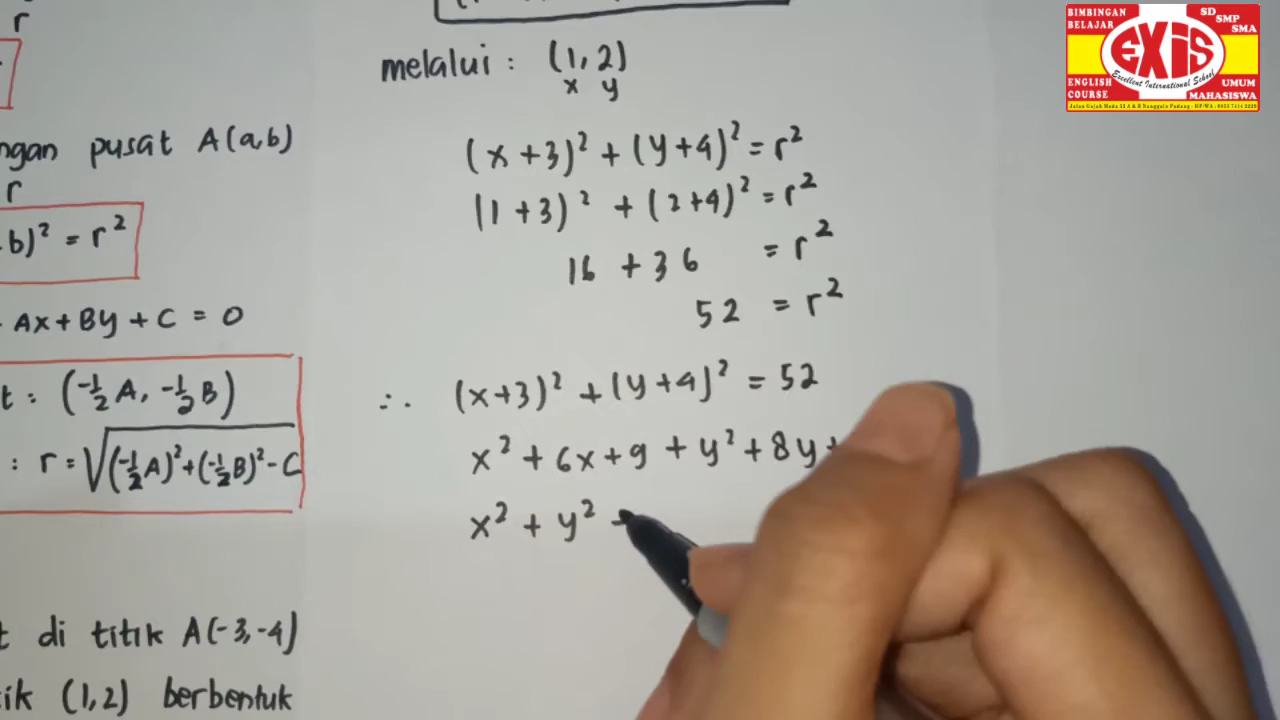 r
ngan pusat A(a,b)
r
b)² = r²
Ax+By+C = 0
t : (-½A, -½B)
: r = √(-½A)²+(-½B)²-C
t di titik A(-3,-4)
ik (1,2) berbentuk
melalui : (1, 2)
x y
(x+3)² + (y+4)² = r²
(1+3)² + (2+4)² = r²
16 + 36 = r²
52 = r²
∴ (x+3)² + (y+4)² = 52
x² + 6x + 9 + y² + 8y +
x² + y²
BIMBINGAN BELAJAR
SD SMP SMA
EXIS
Excellent International School
ENGLISH COURSE
UMUM MAHASISWA